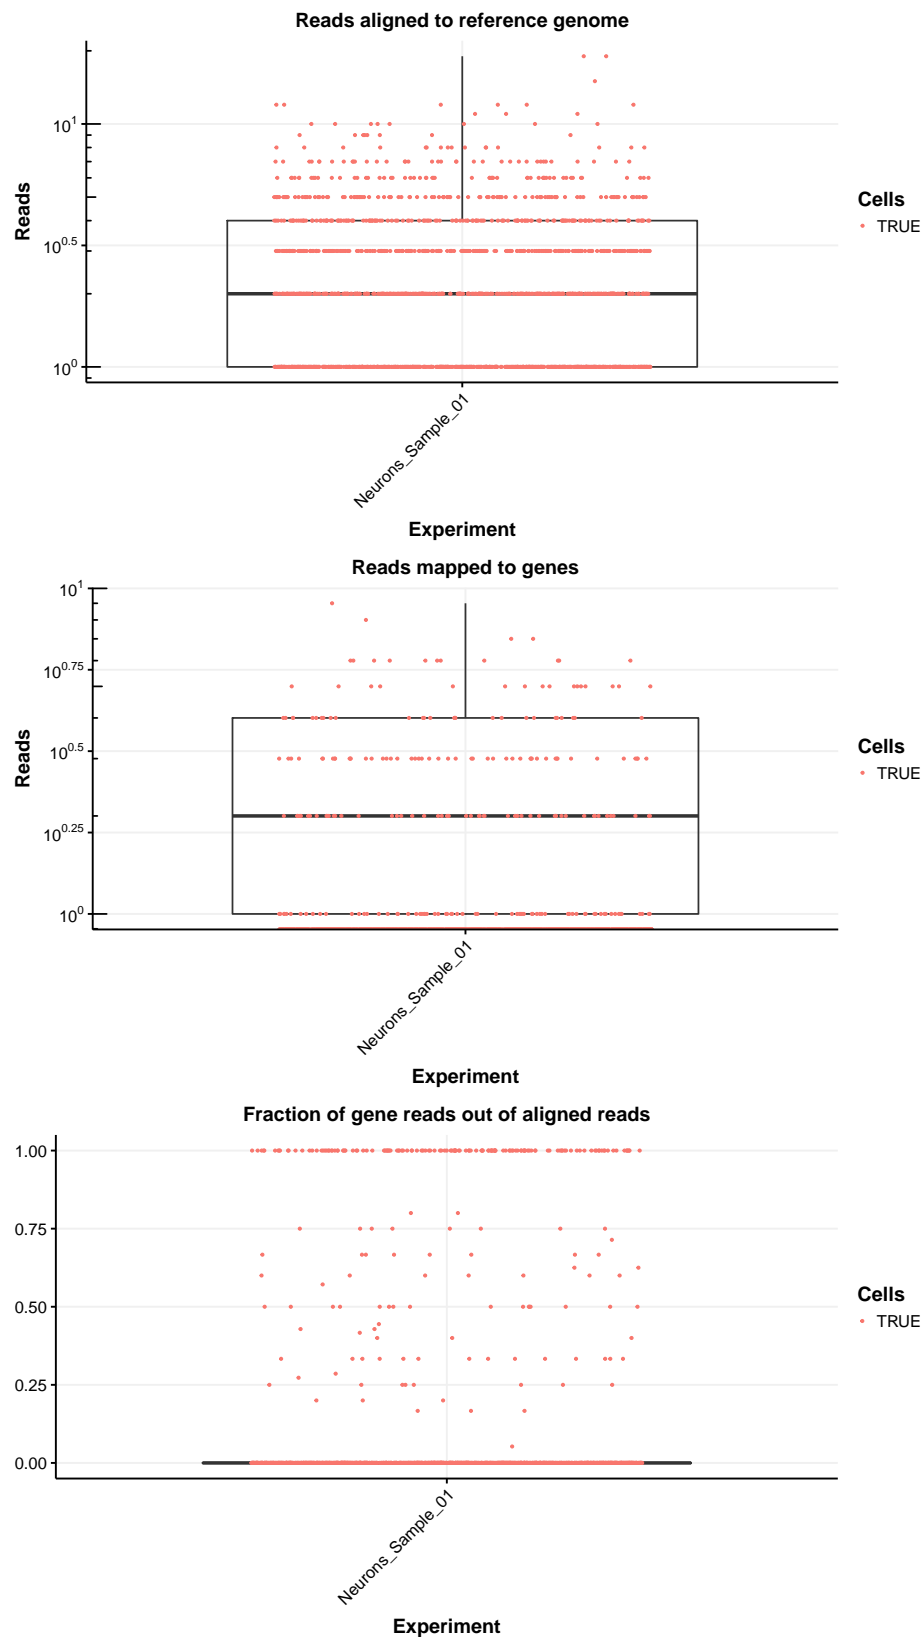 Reads aligned to reference genome
Reads
10^1
10^0.5
10^0
Cells
TRUE
Neurons_Sample_01
Experiment
Reads mapped to genes
Reads
10^1
10^0.75
10^0.5
10^0.25
10^0
Cells
TRUE
Neurons_Sample_01
Experiment
Fraction of gene reads out of aligned reads
1.00
0.75
0.50
0.25
0.00
Cells
TRUE
Neurons_Sample_01
Experiment